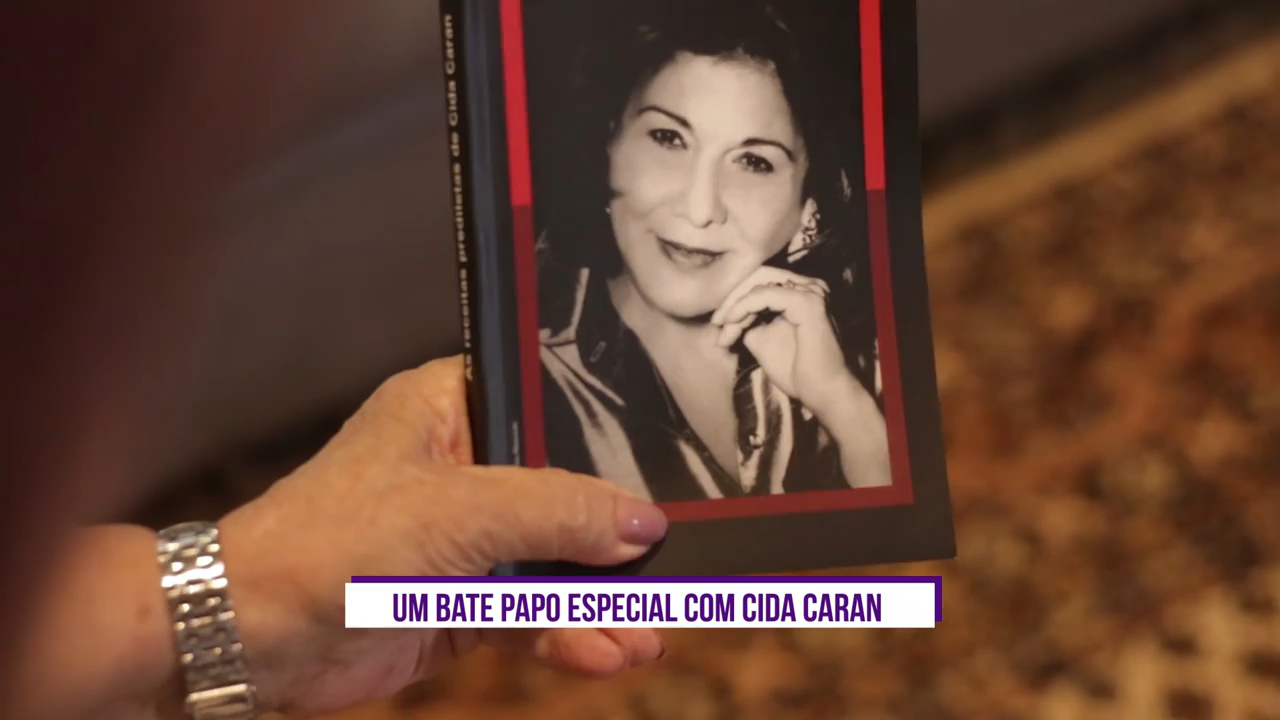 As receitas prediletas de Cida Caran
UM BATE PAPO ESPECIAL COM CIDA CARAN